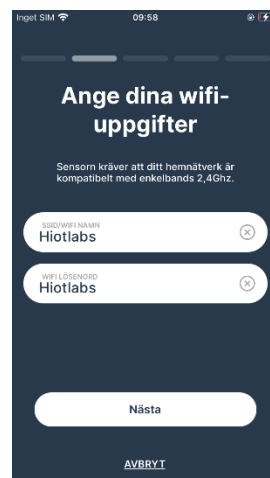 Inget SIM 09:58
Ange dina wifi-
uppgifter
Sensorn kräver att ditt hemnätverk är
kompatibelt med enkelbands 2,4Ghz.
SSID/WIFI NAMN
Hiotlabs
WIFI LÖSENORD
Hiotlabs
Nästa
AVBRYT